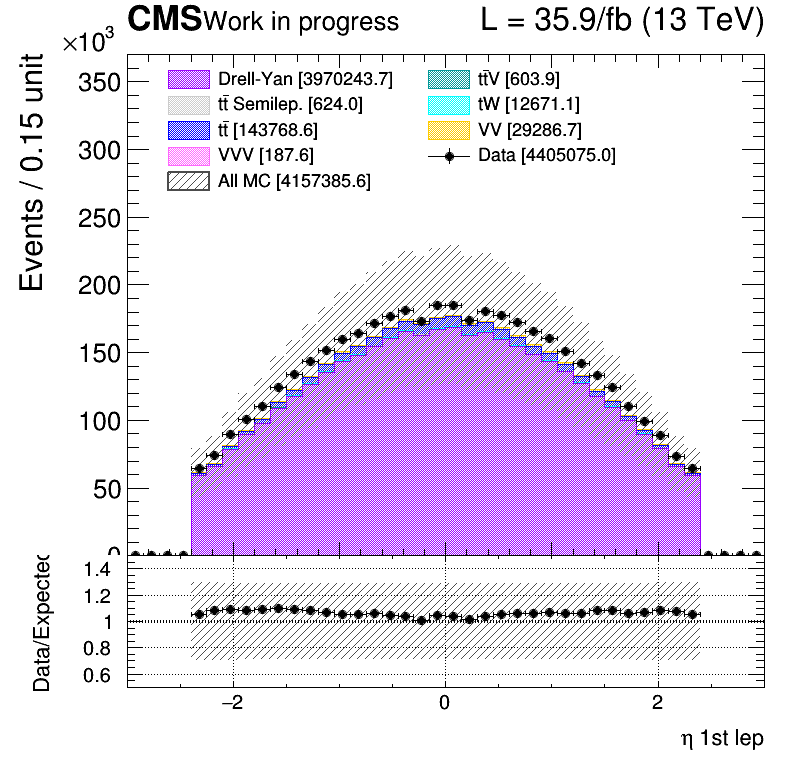 CMS Work in progress L = 35.9/fb (13 TeV)
×10³
Events / 0.15 unit
350
300
250
200
150
100
50
0
Drell-Yan [3970243.7]
tt̄ Semilep. [624.0]
tt̄ [143768.6]
VVV [187.6]
All MC [4157385.6]
tt̄V [603.9]
tW [12671.1]
VV [29286.7]
Data [4405075.0]
Data/Expected
1.4
1.2
1
0.8
0.6
−2 0 2
η 1st lep